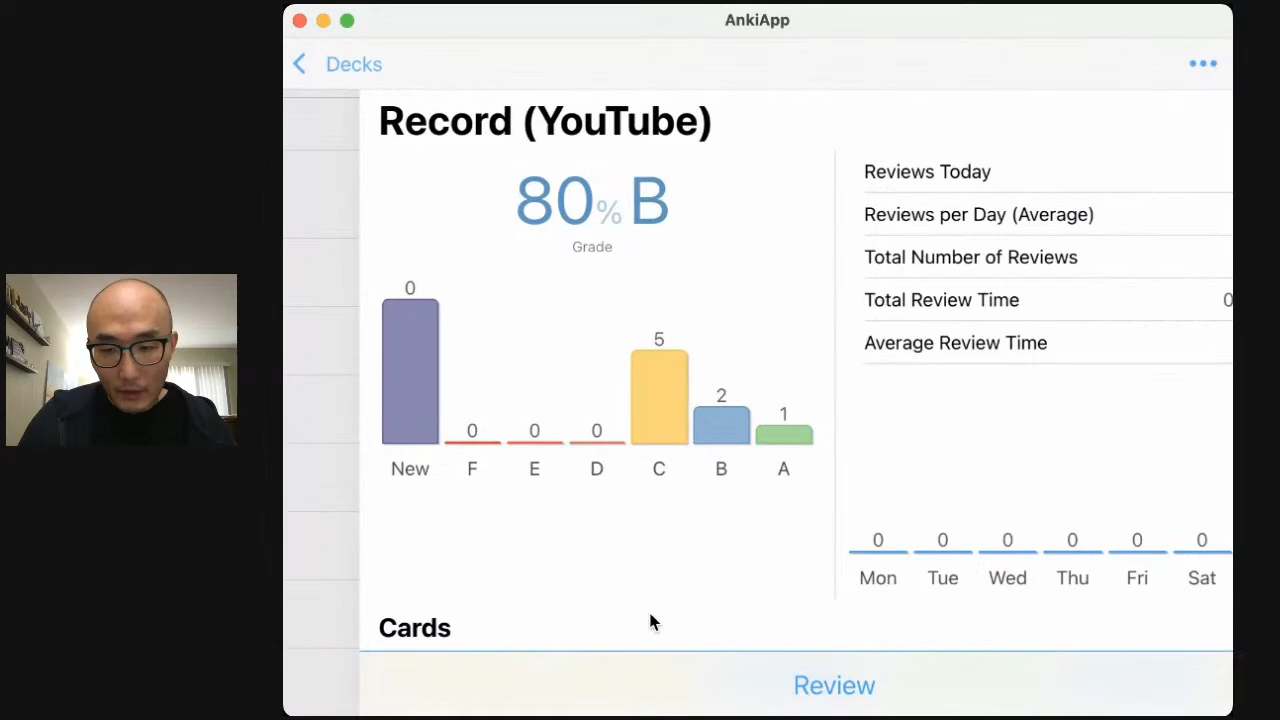 AnkiApp
Decks
Record (YouTube)
80% B
Grade
0
0
0
0
5
2
1
New F E D C B A
Reviews Today
Reviews per Day (Average)
Total Number of Reviews
Total Review Time 0
Average Review Time
0 0 0 0 0 0
Mon Tue Wed Thu Fri Sat
Cards
Review